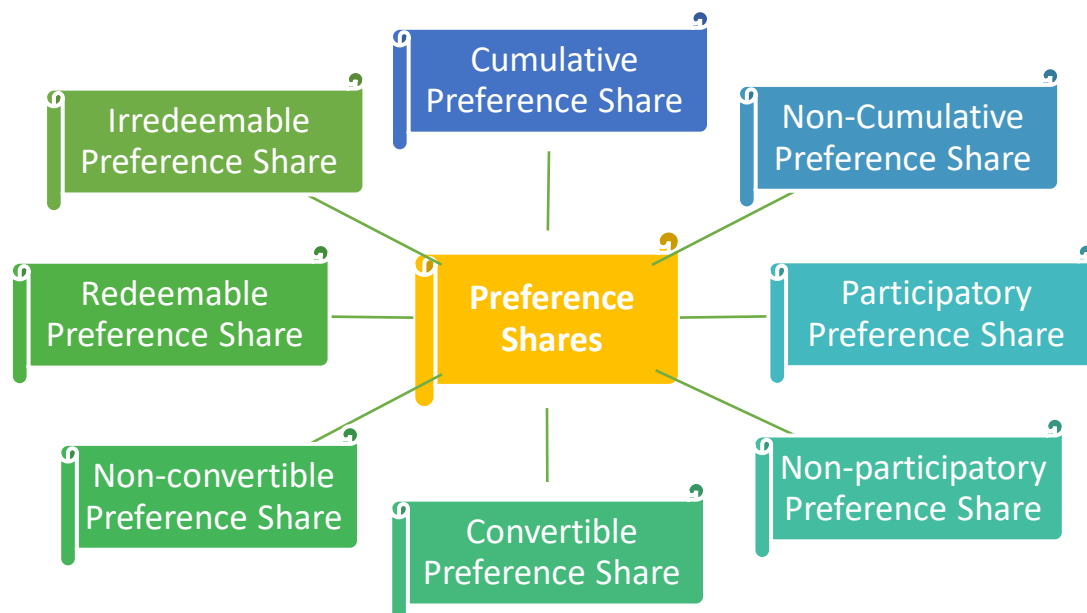 Cumulative
Preference Share
Non-Cumulative
Preference Share
Participatory
Preference Share
Non-participatory
Preference Share
Convertible
Preference Share
Non-convertible
Preference Share
Redeemable
Preference Share
Irredeemable
Preference Share
Preference
Shares